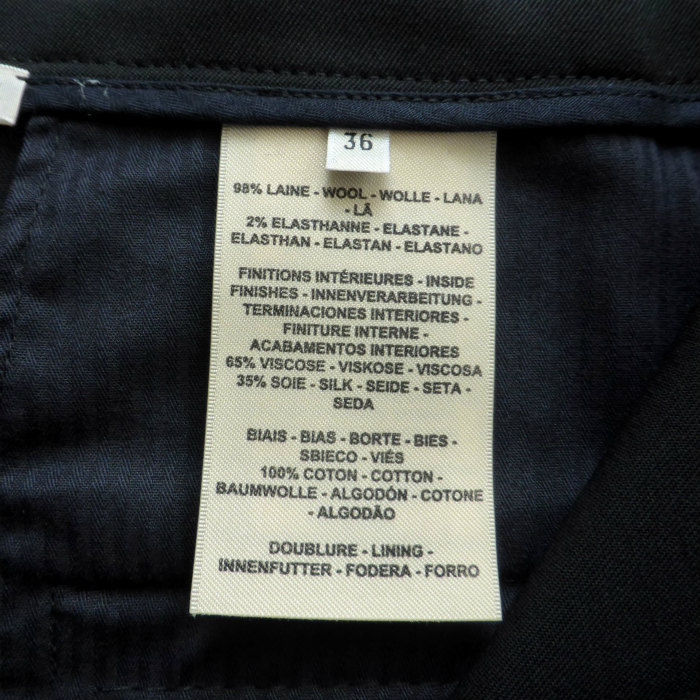 36
98% LAINE - WOOL - WOLLE - LANA
- LÃ
2% ELASTHANNE - ELASTANE -
ELASTHAN - ELASTAN - ELASTANO
FINITIONS INTÉRIEURES - INSIDE
FINISHES - INNENVERARBEITUNG -
TERMINACIONES INTERIORES -
FINITURE INTERNE -
ACABAMENTOS INTERIORES
65% VISCOSE - VISKOSE - VISCOSA
35% SOIE - SILK - SEIDE - SETA -
SEDA
BIAIS - BIAS - BORTE - BIES -
SBIECO - VIÉS
100% COTON - COTTON -
BAUMWOLLE - ALGODÓN - COTONE
- ALGODÃO
DOUBLURE - LINING -
INNENFUTTER - FODERA - FORRO